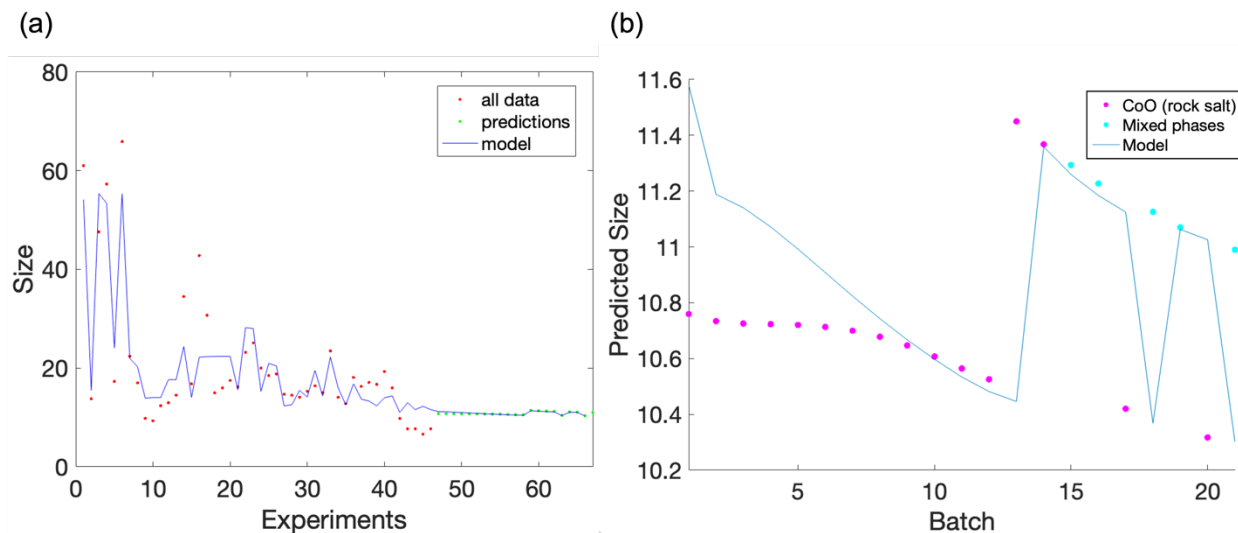 (a)
80
60
40
20
0
Size
0 10 20 30 40 50 60
Experiments
all data
predictions
model
(b)
11.6
11.4
11.2
11
10.8
10.6
10.4
10.2
Predicted Size
5 10 15 20
Batch
CoO (rock salt)
Mixed phases
Model